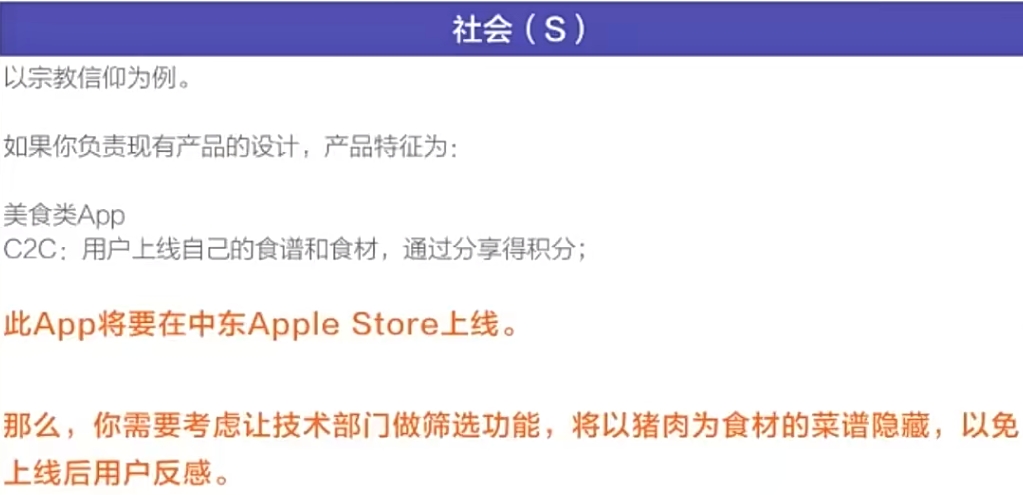 社会（S）
以宗教信仰为例。
如果你负责现有产品的设计，产品特征为：
美食类App
C2C：用户上线自己的食谱和食材，通过分享得积分；
此App将要在中东Apple Store上线。
那么，你需要考虑让技术部门做筛选功能，将以猪肉为食材的菜谱隐藏，以免
上线后用户反感。